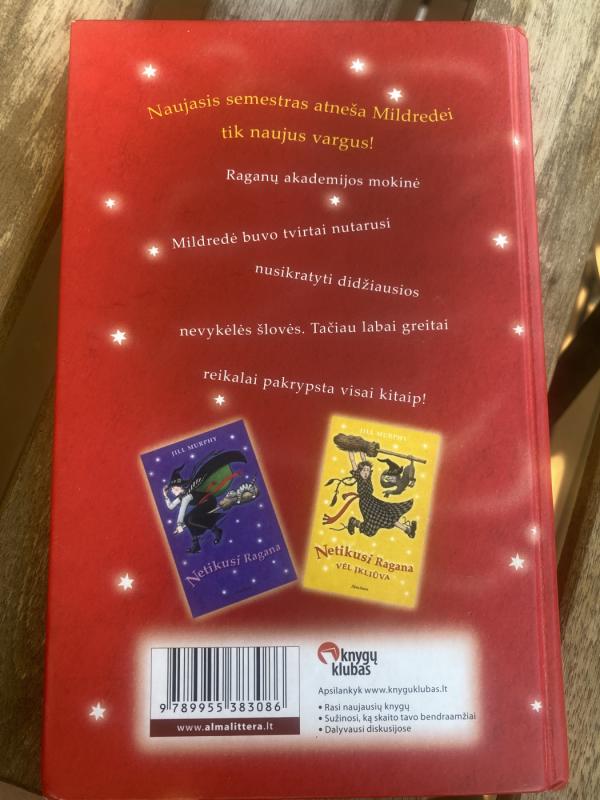 Naujasis semestras atneša Mildredei
tik naujus vargus!
Raganų akademijos mokinė
Mildredė buvo tvirtai nutarusi
nusikratyti didžiausios
nevykėlės šlovės. Tačiau labai greitai
reikalai pakrypsta visai kitaip!
JILL MURPHY
Netikusi Ragana
JILL MURPHY
Netikusi Ragana
VĖL ĮKLIŪVA
9 789955 383086
www.almalittera.lt
knygų
klubas
Apsilankyk www.knyguklubas.lt
• Rasi naujausių knygų
• Sužinosi, ką skaito tavo bendraamžiai
• Dalyvausi diskusijose